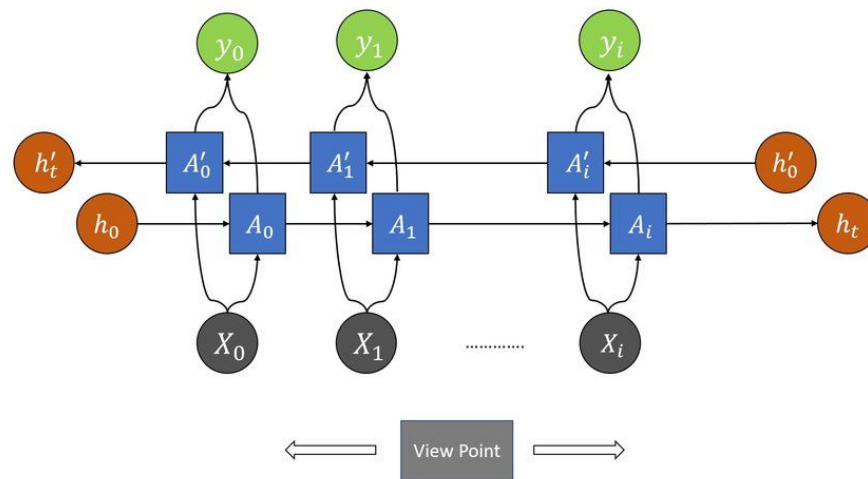 y₀ y₁ yᵢ
h′ₜ A′₀ A′₁ A′ᵢ h′₀
h₀ A₀ A₁ Aᵢ hₜ
X₀ X₁ ............. Xᵢ
View Point